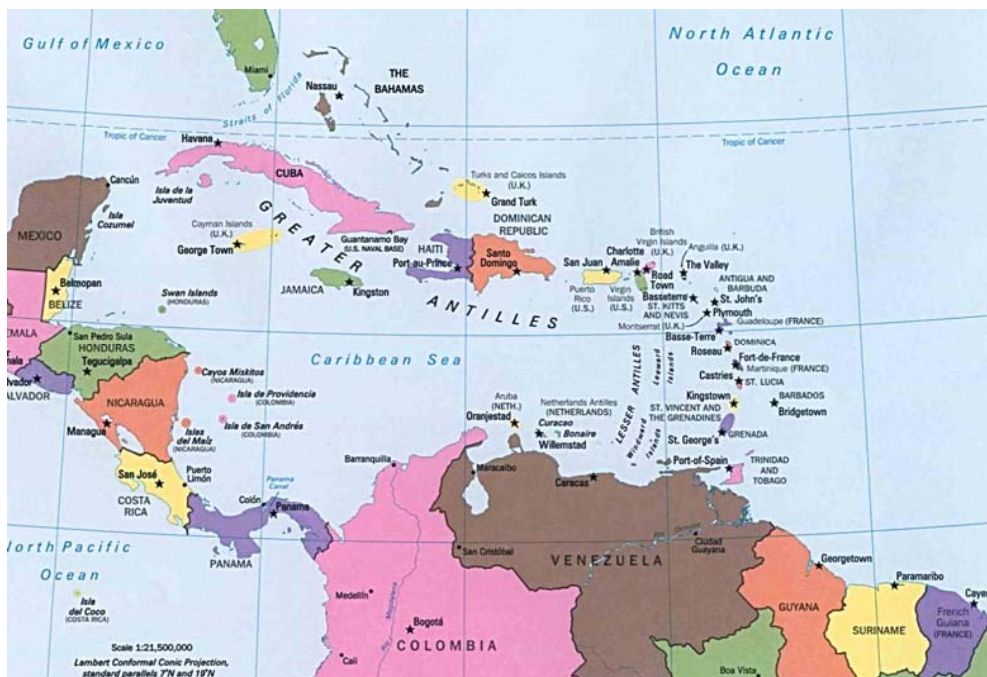 Gulf of Mexico
North Atlantic
Ocean
Miami
Straits of Florida
Nassau
THE
BAHAMAS
Tropic of Cancer
Tropic of Cancer
Havana
CUBA
Isla de la
Juventud
Cancún
Isla
Cozumel
MEXICO
Turks and Caicos Islands
(U.K.)
Grand Turk
Cayman Islands
(U.K.)
George Town
GREATER
ANTILLES
Guantanamo Bay
(U.S. NAVAL BASE)
HAITI
Port-au-Prince
DOMINICAN
REPUBLIC
Santo
Domingo
JAMAICA
Kingston
San Juan
Puerto
Rico
(U.S.)
Charlotte
Amalie
Virgin
Islands
(U.S.)
British
Virgin Islands
(U.K.)
Road
Town
Anguilla (U.K.)
The Valley
ANTIGUA AND
BARBUDA
St. John's
Basseterre
ST. KITTS
AND NEVIS
Plymouth
Montserrat (U.K.)
Guadeloupe (FRANCE)
Basse-Terre
DOMINICA
Roseau
Fort-de-France
Martinique (FRANCE)
Castries
ST. LUCIA
Kingstown
ST. VINCENT AND
THE GRENADINES
BARBADOS
Bridgetown
St. George's
GRENADA
Port-of-Spain
TRINIDAD
AND
TOBAGO
LESSER ANTILLES
Leeward
Islands
Windward
Islands
Belmopan
BELIZE
Swan Islands
(HONDURAS)
EMALA
San Pedro Sula
HONDURAS
Tegucigalpa
mala
alvador
ALVADOR
NICARAGUA
Managua
Cayos Miskitos
(NICARAGUA)
Isla de Providencia
(COLOMBIA)
Isla de San Andrés
(COLOMBIA)
Islas
del Maíz
(NICARAGUA)
Caribbean Sea
Aruba
(NETH.)
Oranjestad
Netherlands Antilles
(NETHERLANDS)
Curacao
Bonaire
Willemstad
San José
COSTA
RICA
Puerto
Limón
Colón
Panama
Canal
Panama
PANAMA
Barranquilla
Maracaibo
Caracas
San Cristóbal
VENEZUELA
Ciudad
Guayana
Georgetown
GUYANA
Paramaribo
SURINAME
Caye
French
Guiana
(FRANCE)
Medellín
Magdalena
Bogotá
COLOMBIA
Cali
Boa Vista
North Pacific
Ocean
Isla
del Coco
(COSTA RICA)
Scale 1:21,500,000
Lambert Conformal Conic Projection,
standard parallels 7°N and 19°N